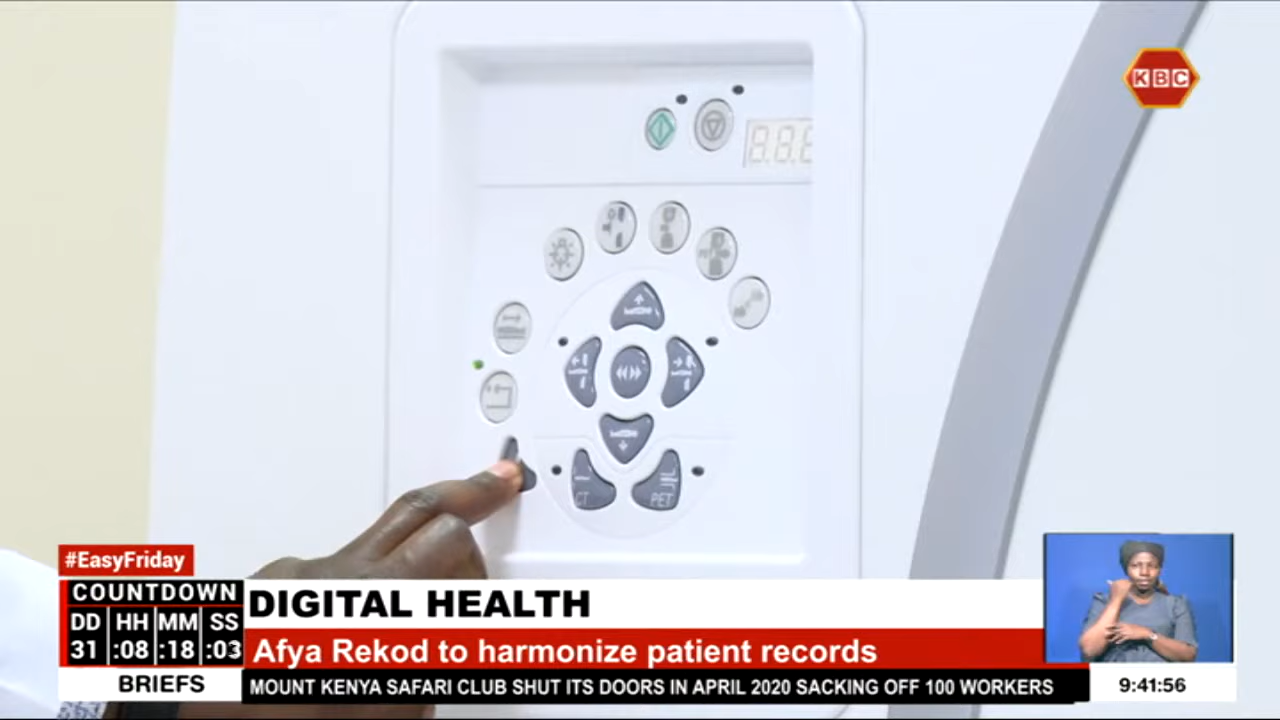 KBC
CT
PET
#EasyFriday
COUNTDOWN
DD HH MM SS
31 :08 :18 :03
DIGITAL HEALTH
Afya Rekod to harmonize patient records
BRIEFS
MOUNT KENYA SAFARI CLUB SHUT ITS DOORS IN APRIL 2020 SACKING OFF 100 WORKERS
9:41:56